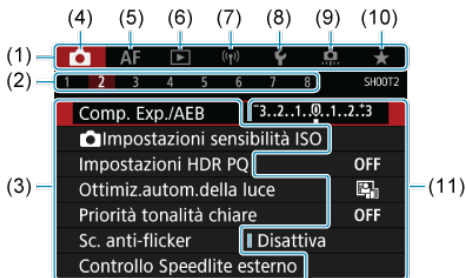 (4) (5) (6) (7) (8) (9) (10)
(1) AF
(2) 1 2 3 4 5 6 7 8 SHOOT2
Comp. Exp./AEB -3..2..1..0..1..2.+3
Impostazioni sensibilità ISO
Impostazioni HDR PQ OFF
(3) Ottimiz.autom.della luce (11)
Priorità tonalità chiare OFF
Sc. anti-flicker Disattiva
Controllo Speedlite esterno